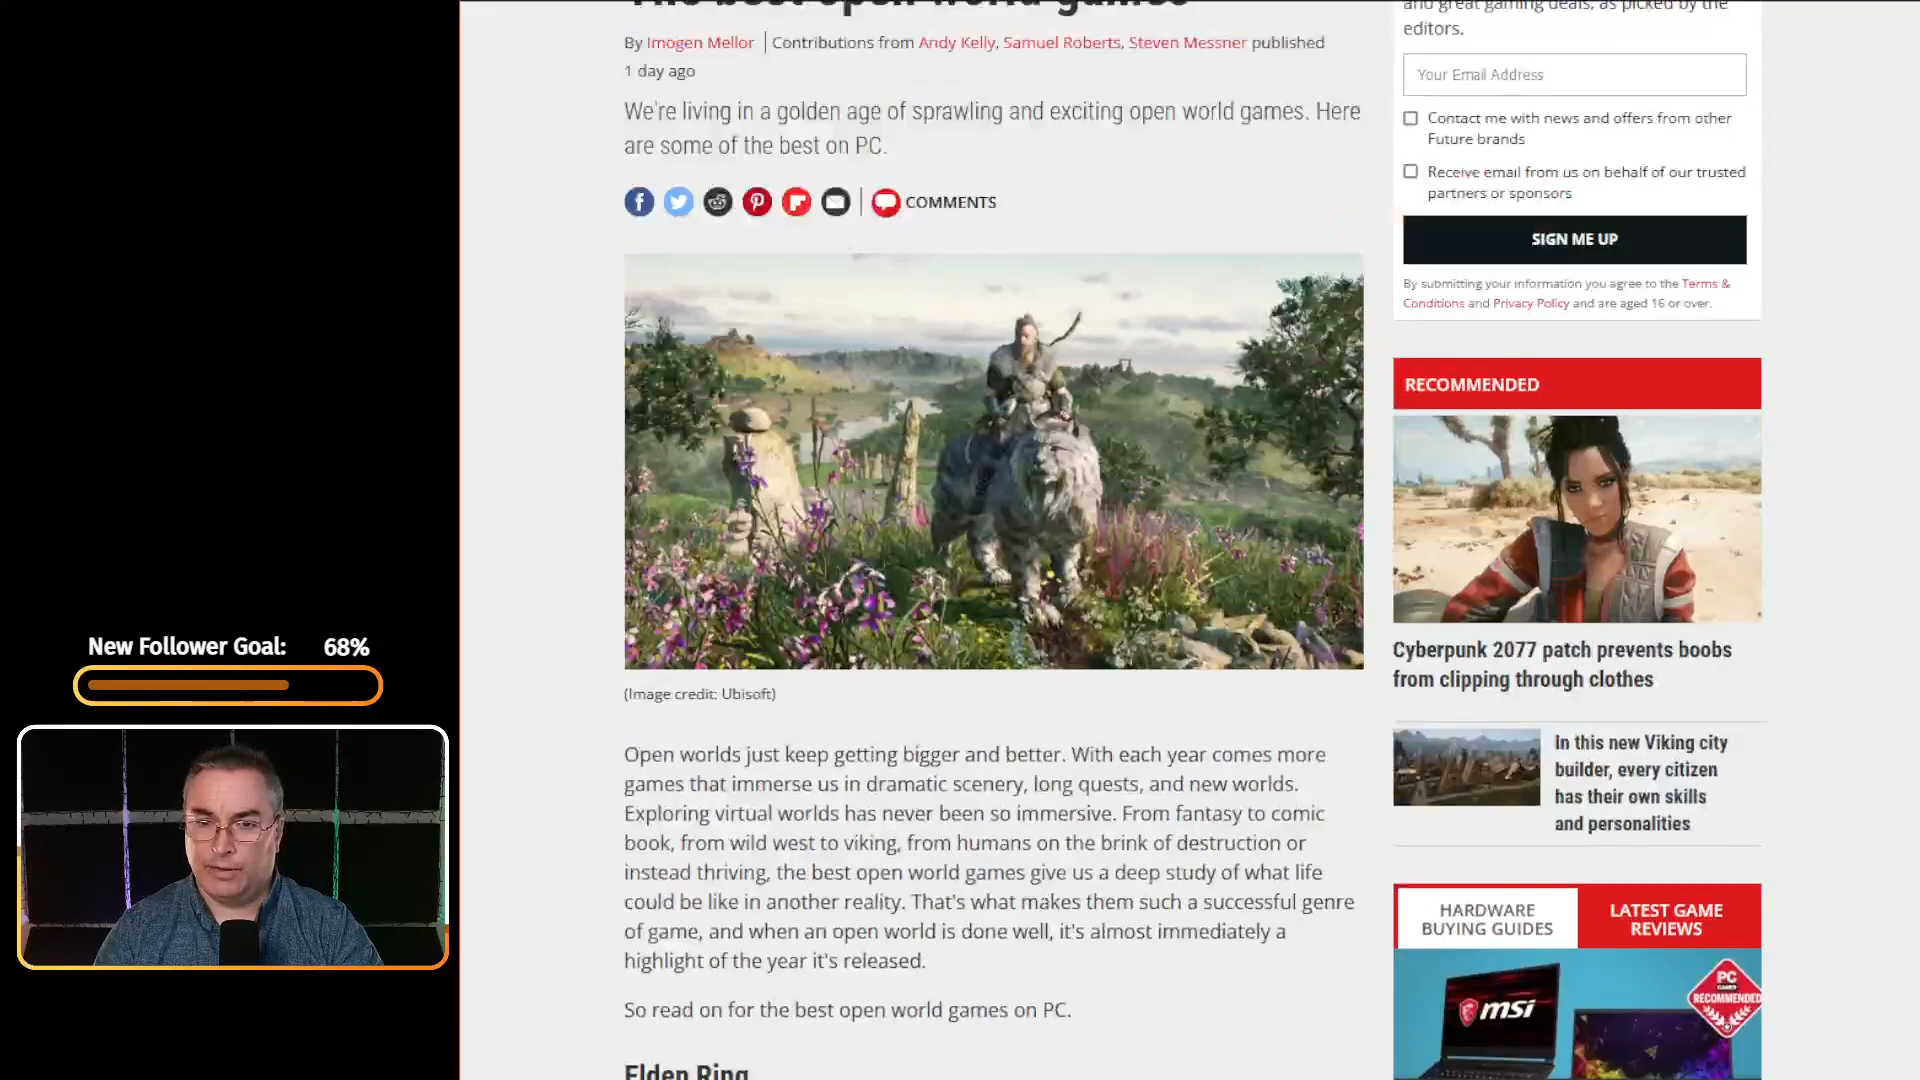 The best open world games
By Imogen Mellor | Contributions from Andy Kelly, Samuel Roberts, Steven Messner published
1 day ago
We're living in a golden age of sprawling and exciting open world games. Here
are some of the best on PC.
COMMENTS
(Image credit: Ubisoft)
Open worlds just keep getting bigger and better. With each year comes more
games that immerse us in dramatic scenery, long quests, and new worlds.
Exploring virtual worlds has never been so immersive. From fantasy to comic
book, from wild west to viking, from humans on the brink of destruction or
instead thriving, the best open world games give us a deep study of what life
could be like in another reality. That's what makes them such a successful genre
of game, and when an open world is done well, it's almost immediately a
highlight of the year it's released.
So read on for the best open world games on PC.
Elden Ring
and great gaming deals, as picked by the
editors.
Your Email Address
Contact me with news and offers from other
Future brands
Receive email from us on behalf of our trusted
partners or sponsors
SIGN ME UP
By submitting your information you agree to the Terms &
Conditions and Privacy Policy and are aged 16 or over.
RECOMMENDED
Cyberpunk 2077 patch prevents boobs
from clipping through clothes
In this new Viking city
builder, every citizen
has their own skills
and personalities
HARDWARE
BUYING GUIDES
LATEST GAME
REVIEWS
msi
PC
GAMER
RECOMMENDED
New Follower Goal: 68%